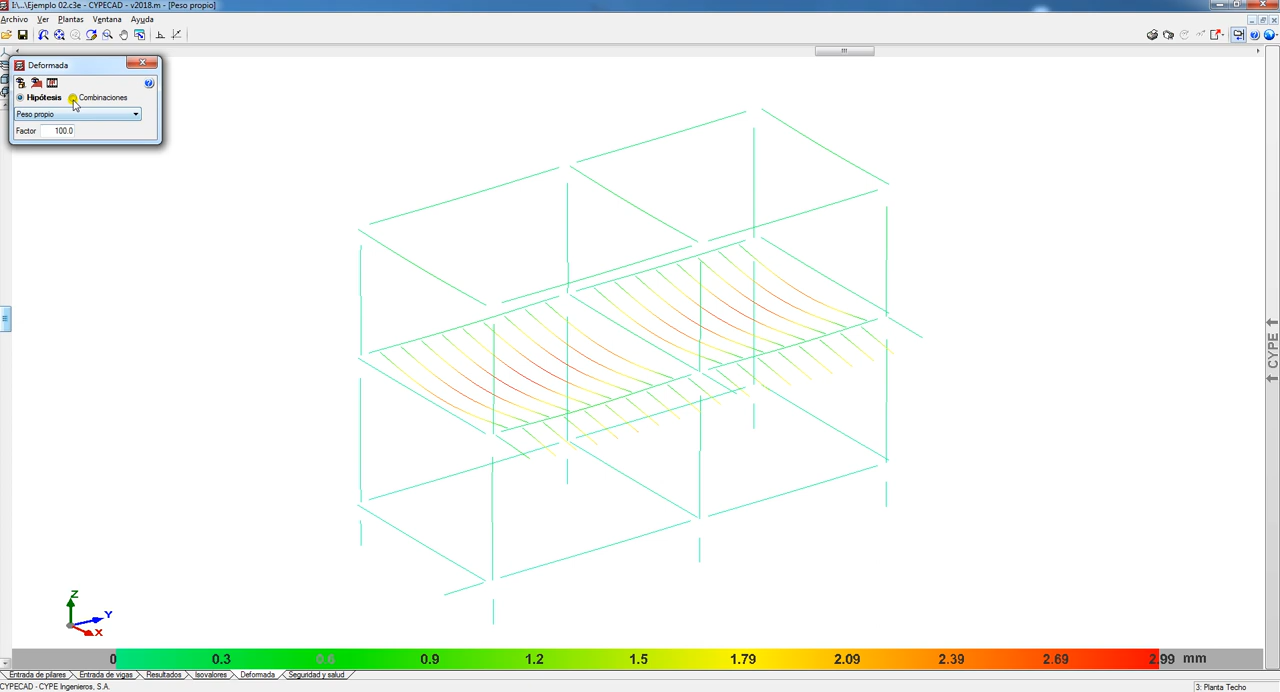 I:\...\Ejemplo 02.c3e - CYPECAD - v2018.m - [Peso propio]
Archivo Ver Plantas Ventana Ayuda
Deformada
Hipótesis Combinaciones
Peso propio
Factor 100.0
CYPE
Z
Y
X
0 0.3 0.6 0.9 1.2 1.5 1.79 2.09 2.39 2.69 2.99 mm
Entrada de pilares Entrada de vigas Resultados Isovalores Deformada Seguridad y salud
CYPECAD - CYPE Ingenieros, S.A. 3: Planta Techo